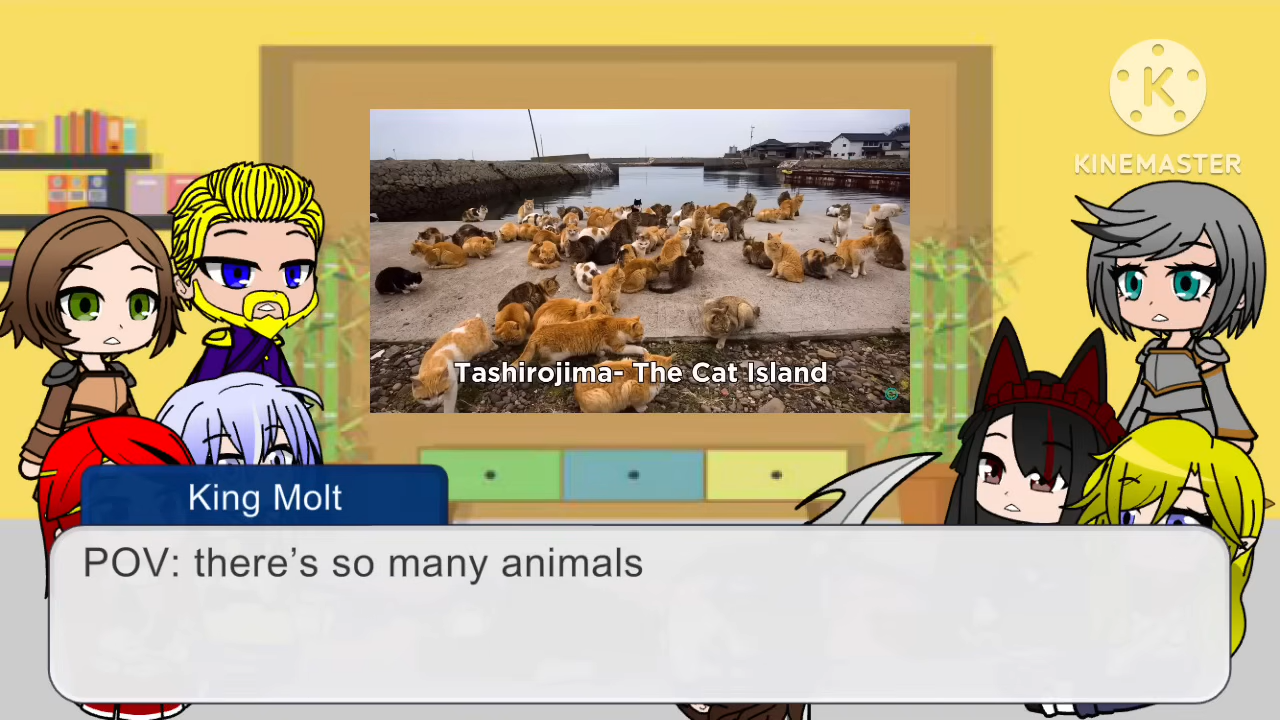 KINEMASTER
Tashirojima- The Cat Island
King Molt
POV: there’s so many animals